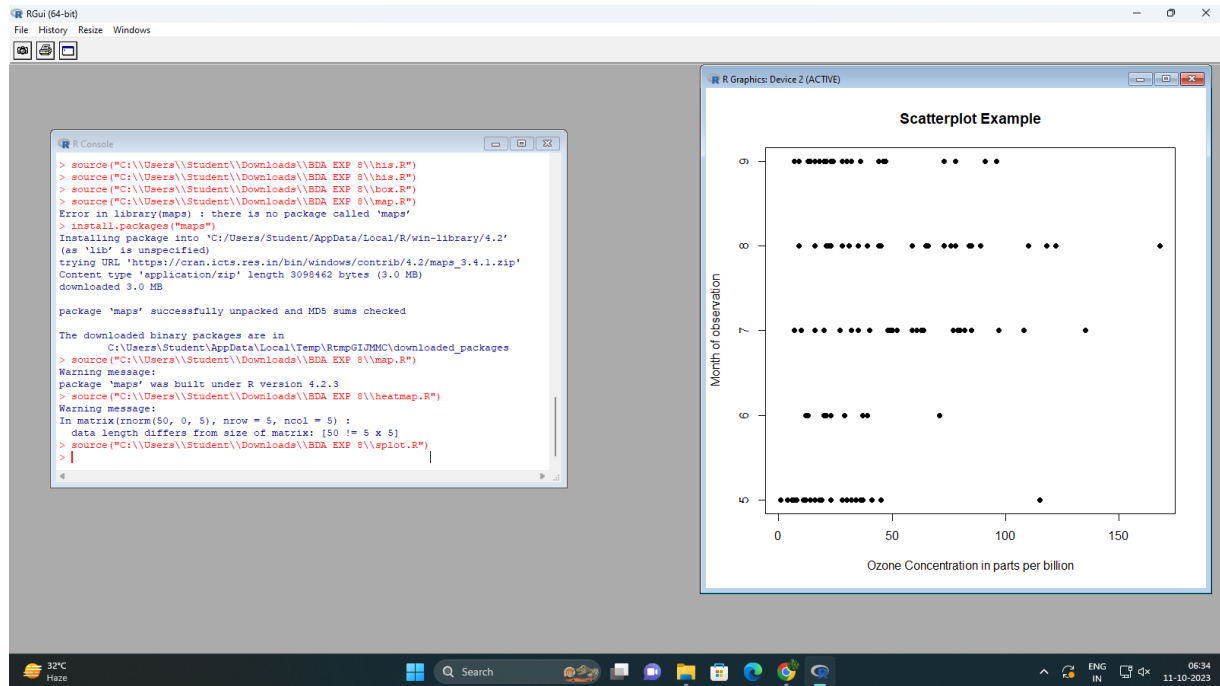 RGui (64-bit)
File History Resize Windows
R Console
> source("C:\\Users\\Student\\Downloads\\BDA EXP 8\\his.R")
> source("C:\\Users\\Student\\Downloads\\BDA EXP 8\\his.R")
> source("C:\\Users\\Student\\Downloads\\BDA EXP 8\\box.R")
> source("C:\\Users\\Student\\Downloads\\BDA EXP 8\\map.R")
Error in library(maps) : there is no package called ‘maps’
> install.packages("maps")
Installing package into ‘C:/Users/Student/AppData/Local/R/win-library/4.2’
(as ‘lib’ is unspecified)
trying URL 'https://cran.icts.res.in/bin/windows/contrib/4.2/maps_3.4.1.zip'
Content type 'application/zip' length 3098462 bytes (3.0 MB)
downloaded 3.0 MB
package ‘maps’ successfully unpacked and MD5 sums checked
The downloaded binary packages are in
C:\Users\Student\AppData\Local\Temp\RtmpGIJMMC\downloaded_packages
> source("C:\\Users\\Student\\Downloads\\BDA EXP 8\\map.R")
Warning message:
package ‘maps’ was built under R version 4.2.3
> source("C:\\Users\\Student\\Downloads\\BDA EXP 8\\heatmap.R")
Warning message:
In matrix(rnorm(50, 0, 5), nrow = 5, ncol = 5) :
data length differs from size of matrix: [50 != 5 x 5]
> source("C:\\Users\\Student\\Downloads\\BDA EXP 8\\splot.R")
>
R Graphics: Device 2 (ACTIVE)
Scatterplot Example
Month of observation
9
8
7
6
5
0 50 100 150
Ozone Concentration in parts per billion
32°C
Haze
Search
ENG
IN
06:34
11-10-2023